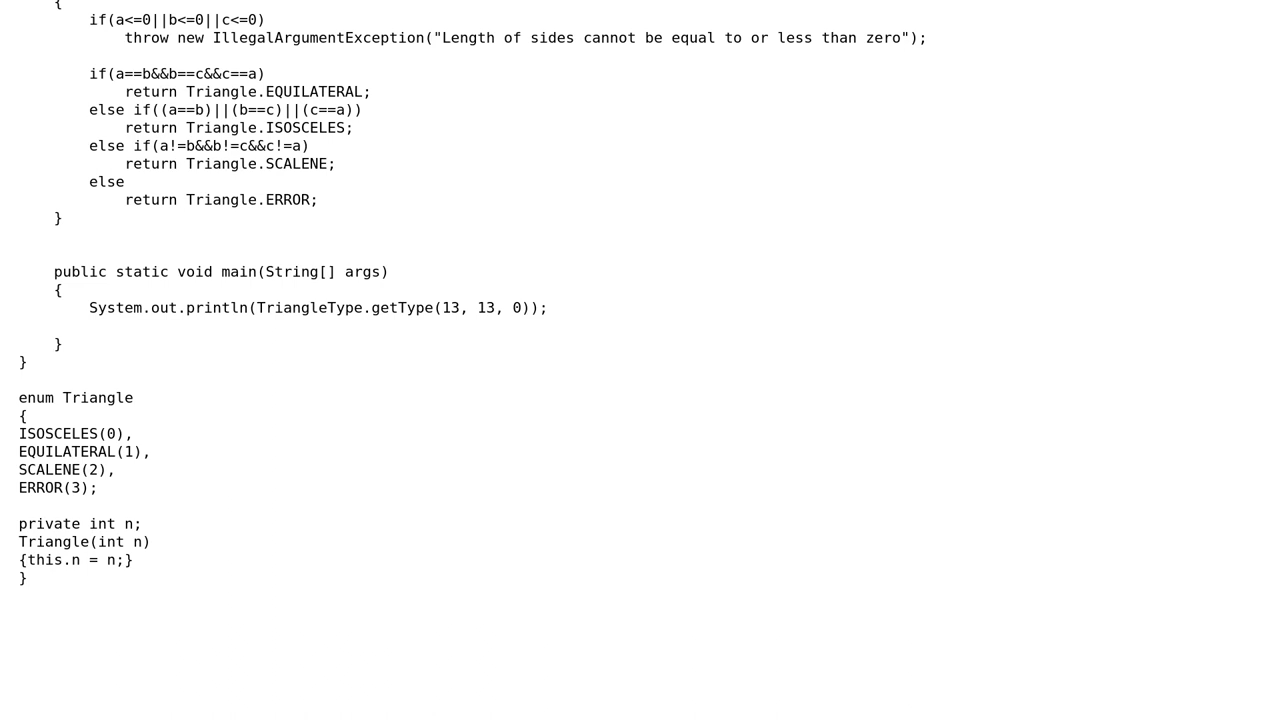 {
        if(a<=0||b<=0||c<=0)
            throw new IllegalArgumentException("Length of sides cannot be equal to or less than zero");

        if(a==b&&b==c&&c==a)
            return Triangle.EQUILATERAL;
        else if((a==b)||(b==c)||(c==a))
            return Triangle.ISOSCELES;
        else if(a!=b&&b!=c&&c!=a)
            return Triangle.SCALENE;
        else
            return Triangle.ERROR;
    }


    public static void main(String[] args)
    {
        System.out.println(TriangleType.getType(13, 13, 0));

    }
}

enum Triangle
{
ISOSCELES(0),
EQUILATERAL(1),
SCALENE(2),
ERROR(3);

private int n;
Triangle(int n)
{this.n = n;}
}